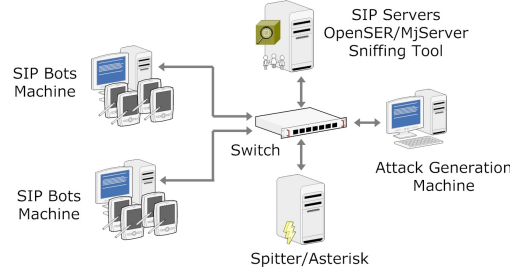 SIP Servers
OpenSER/MjServer
Sniffing Tool
SIP Bots
Machine
Switch
Attack Generation
Machine
SIP Bots
Machine
Spitter/Asterisk